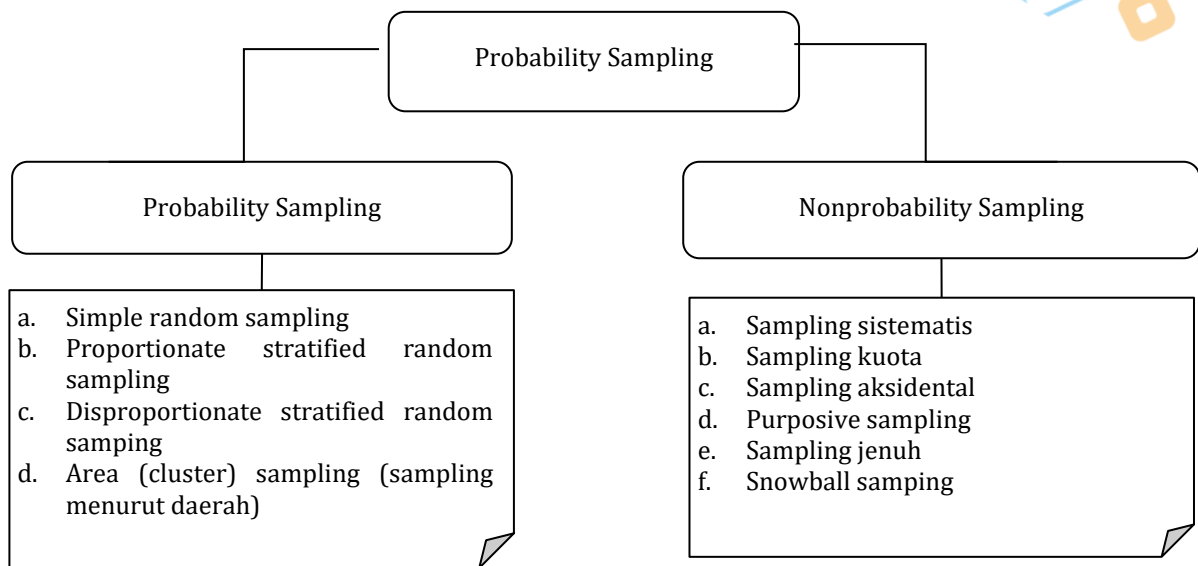 Probability Sampling
Probability Sampling
Nonprobability Sampling
a. Simple random sampling
b. Proportionate stratified random
sampling
c. Disproportionate stratified random
samping
d. Area (cluster) sampling (sampling
menurut daerah)
a. Sampling sistematis
b. Sampling kuota
c. Sampling aksidental
d. Purposive sampling
e. Sampling jenuh
f. Snowball samping